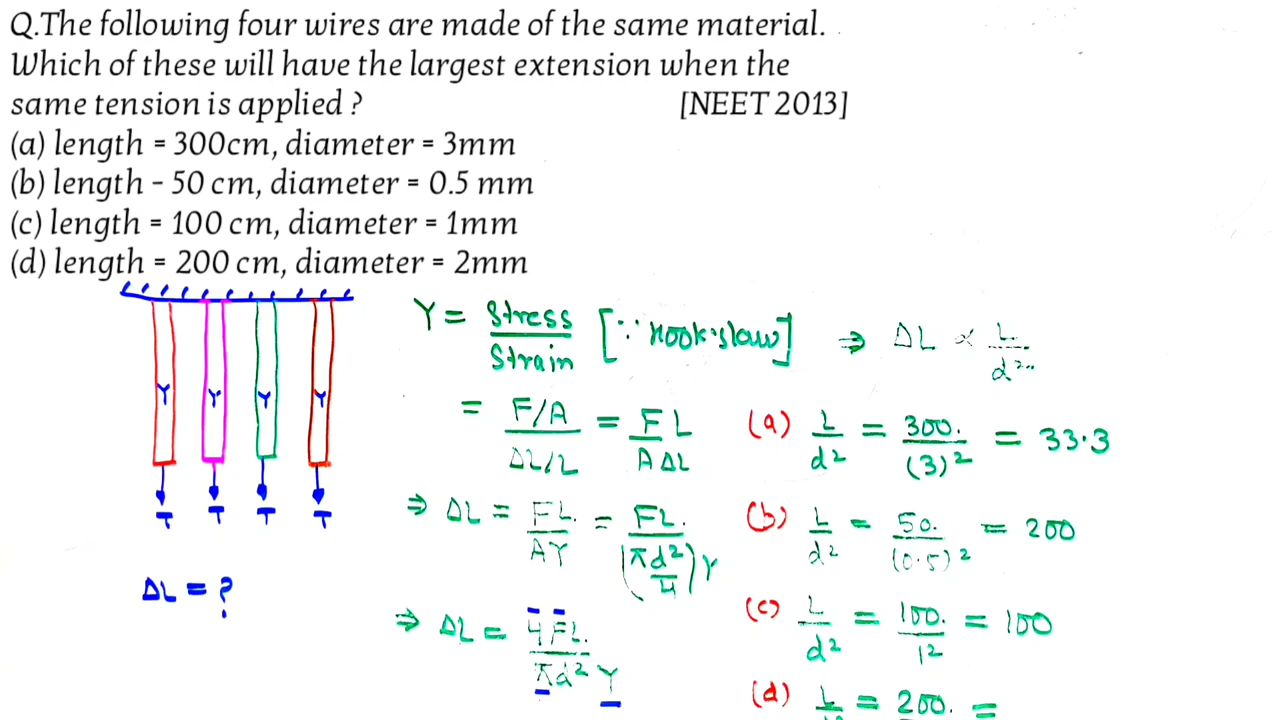 Q.The following four wires are made of the same material.
Which of these will have the largest extension when the
same tension is applied ? [NEET 2013]
(a) length = 300cm, diameter = 3mm
(b) length - 50 cm, diameter = 0.5 mm
(c) length = 100 cm, diameter = 1mm
(d) length = 200 cm, diameter = 2mm
Y Y Y Y
T T T T
ΔL = ?
Y = Stress / Strain [∵ Hook's law]
= F/A / ΔL/L = FL / AΔL
⇒ ΔL = FL / AY = FL / (πd²/4) Y
⇒ ΔL = 4FL / πd² Y
⇒ ΔL ∝ L / d²
(a) L / d² = 300 / (3)² = 33.3
(b) L / d² = 50 / (0.5)² = 200
(c) L / d² = 100 / 1² = 100
(d) L = 200 =